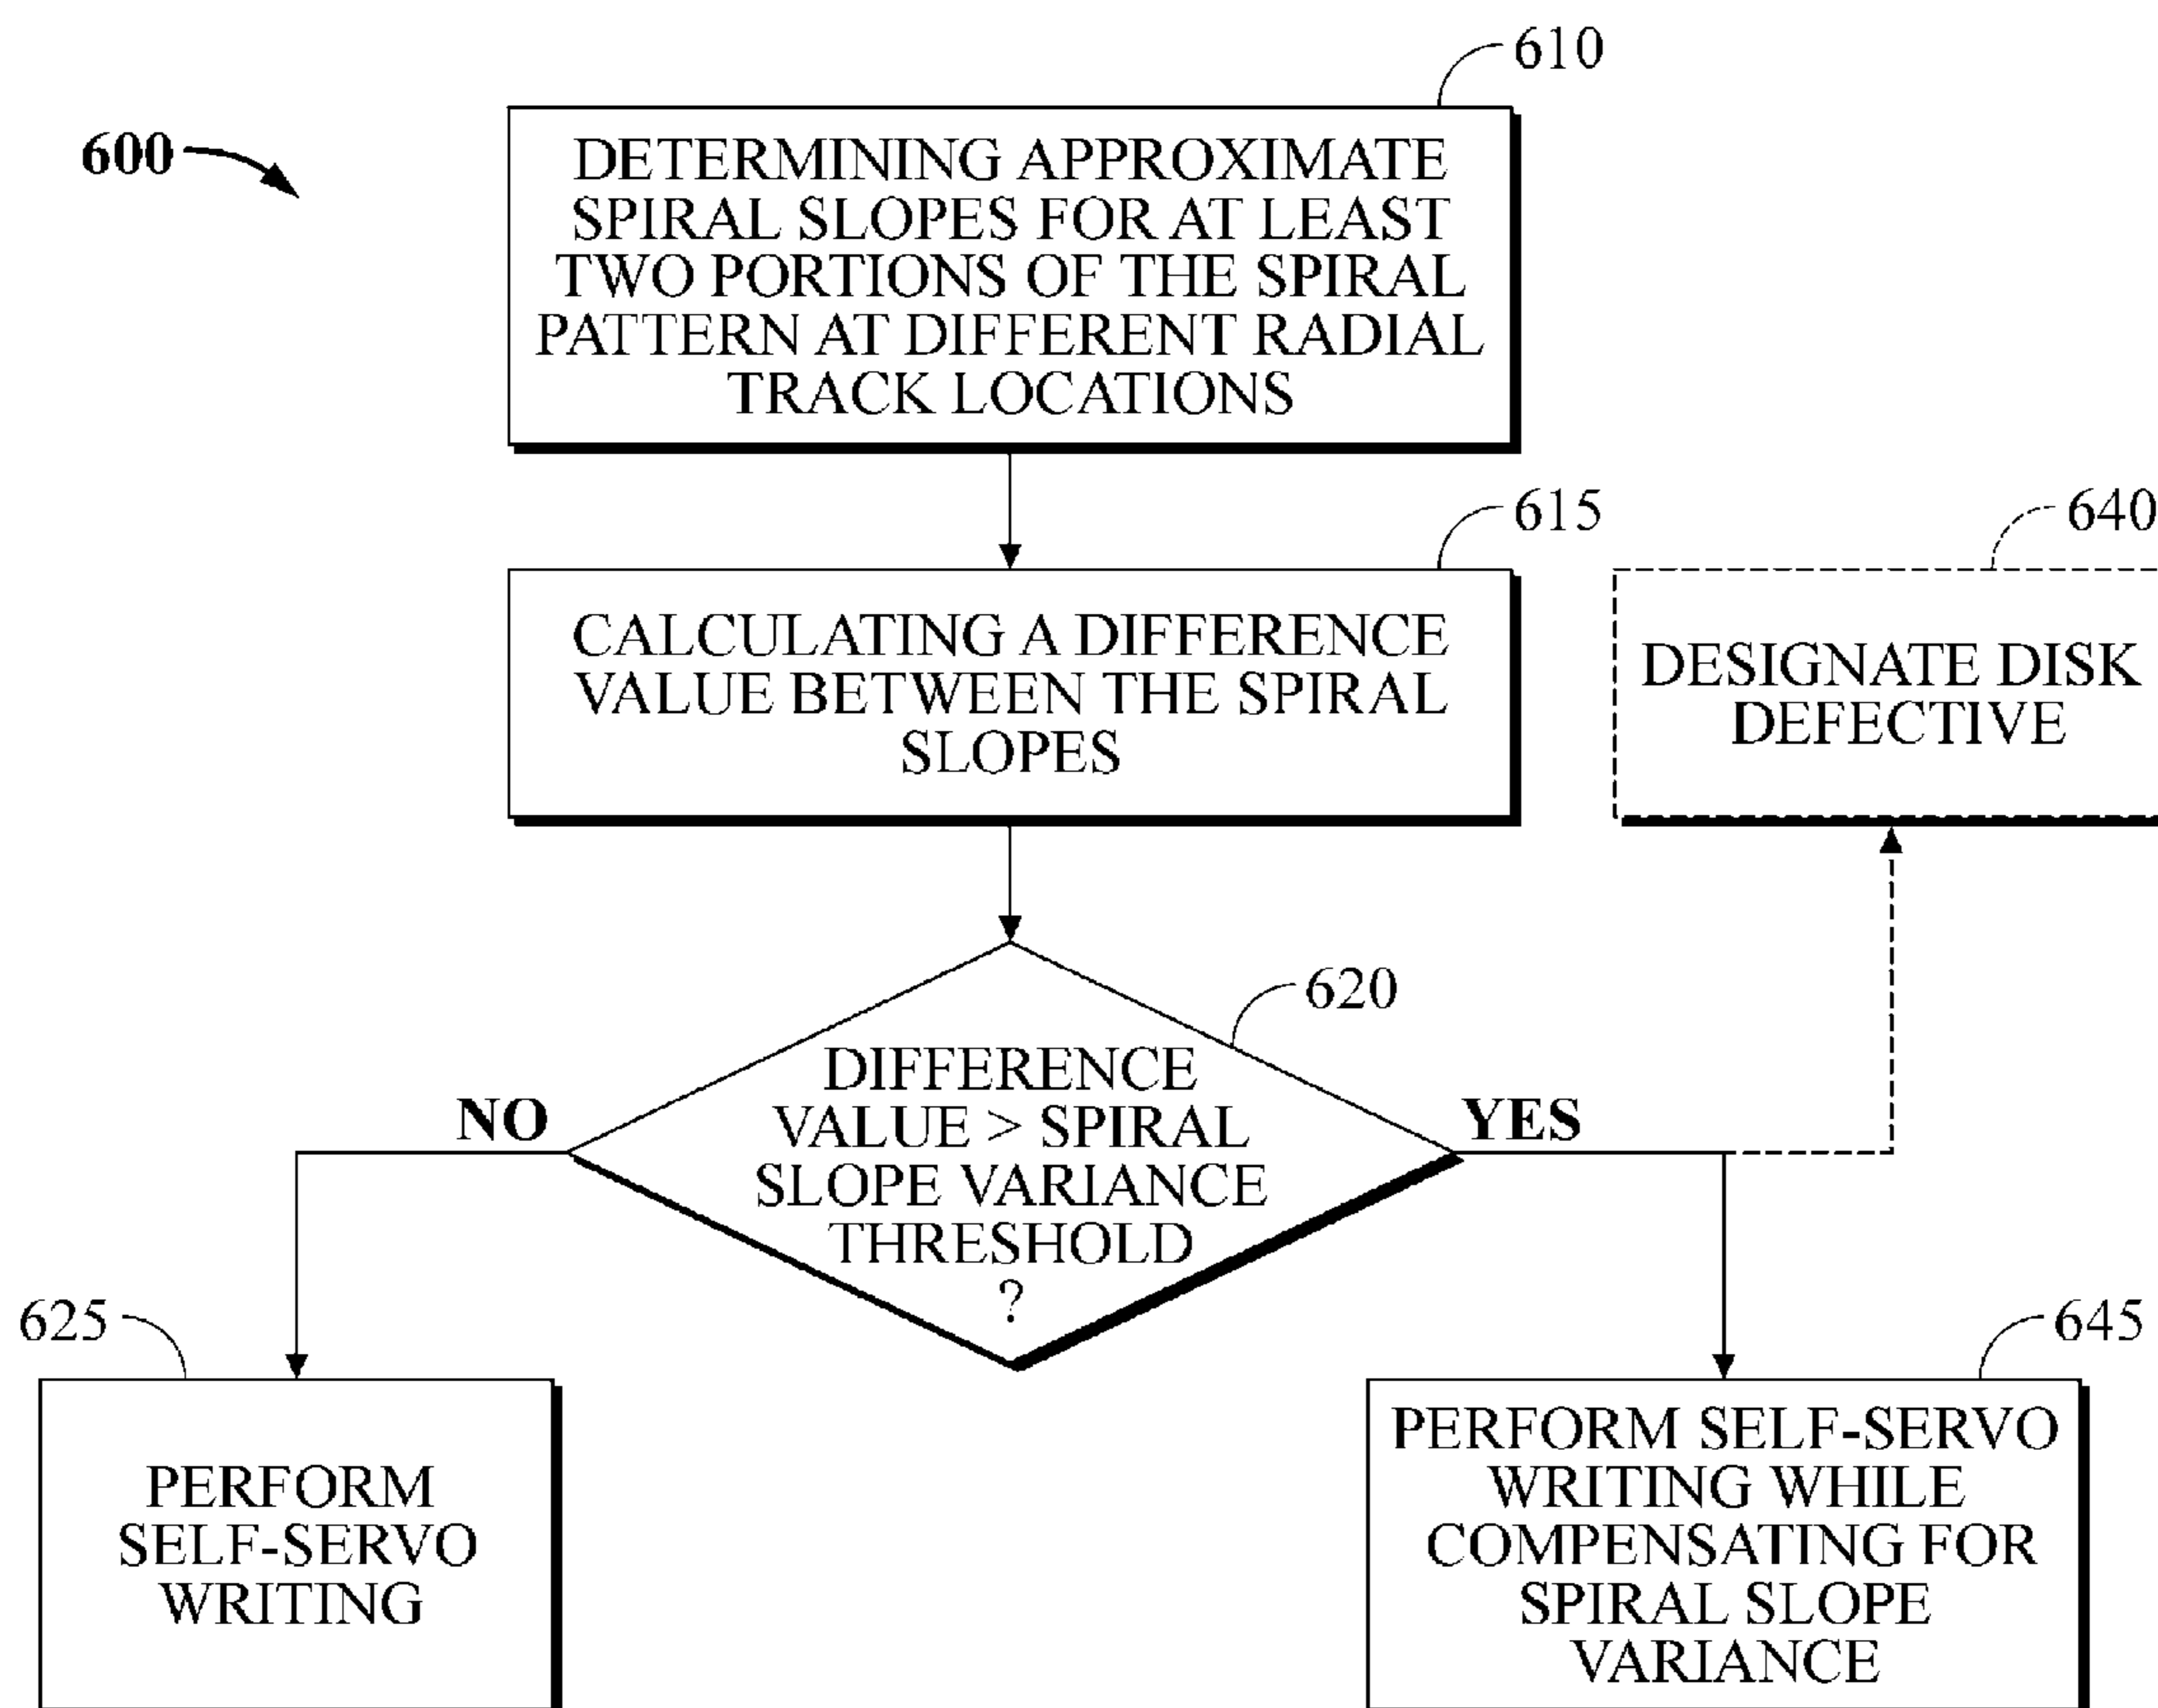 610
600
DETERMINING APPROXIMATE
SPIRAL SLOPES FOR AT LEAST
TWO PORTIONS OF THE SPIRAL
PATTERN AT DIFFERENT RADIAL
TRACK LOCATIONS
615
640
CALCULATING A DIFFERENCE
VALUE BETWEEN THE SPIRAL
SLOPES
DESIGNATE DISK
DEFECTIVE
620
DIFFERENCE
VALUE > SPIRAL
SLOPE VARIANCE
THRESHOLD
?
NO
YES
625
645
PERFORM
SELF-SERVO
WRITING
PERFORM SELF-SERVO
WRITING WHILE
COMPENSATING FOR
SPIRAL SLOPE
VARIANCE